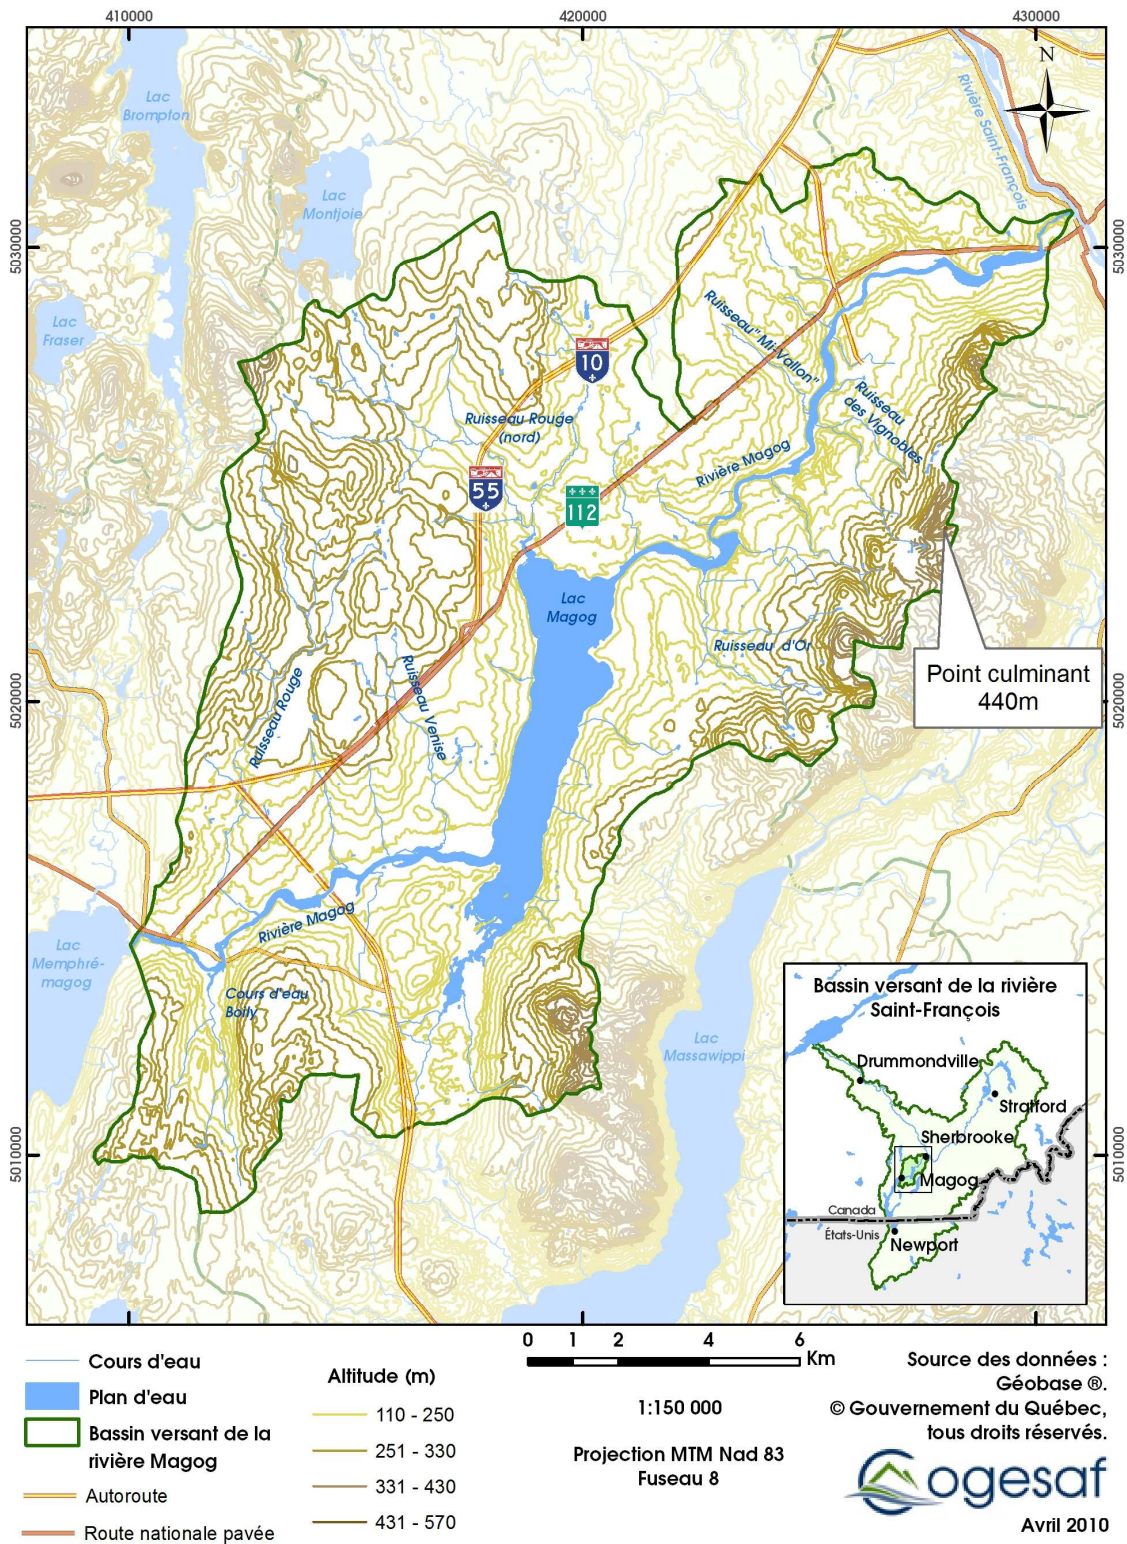 410000
420000
430000
N
Lac
Brompton
Rivière Saint-François
Lac
Montjoie
5030000
5030000
Lac
Fraser
Ruisseau" Mi-Vallon"
10
Ruisseau
des Vignobles
Ruisseau Rouge
(nord)
Rivière Magog
55
112
Lac
Magog
Ruisseau d'Or
Point culminant
440m
Ruisseau Rouge
Ruisseau Venise
5020000
5020000
Rivière Magog
Lac
Memphré-
magog
Cours d'eau
Boily
Lac
Massawippi
5010000
5010000
Bassin versant de la rivière
Saint-François
Drummondville
Stratford
Sherbrooke
Magog
Canada
États-Unis
Newport
Cours d'eau
Plan d'eau
Bassin versant de la
rivière Magog
Autoroute
Route nationale pavée
Altitude (m)
110 - 250
251 - 330
331 - 430
431 - 570
0 1 2 4 6
Km
1:150 000
Projection MTM Nad 83
Fuseau 8
Source des données :
Géobase ®.
© Gouvernement du Québec,
tous droits réservés.
Cogesaf
Avril 2010